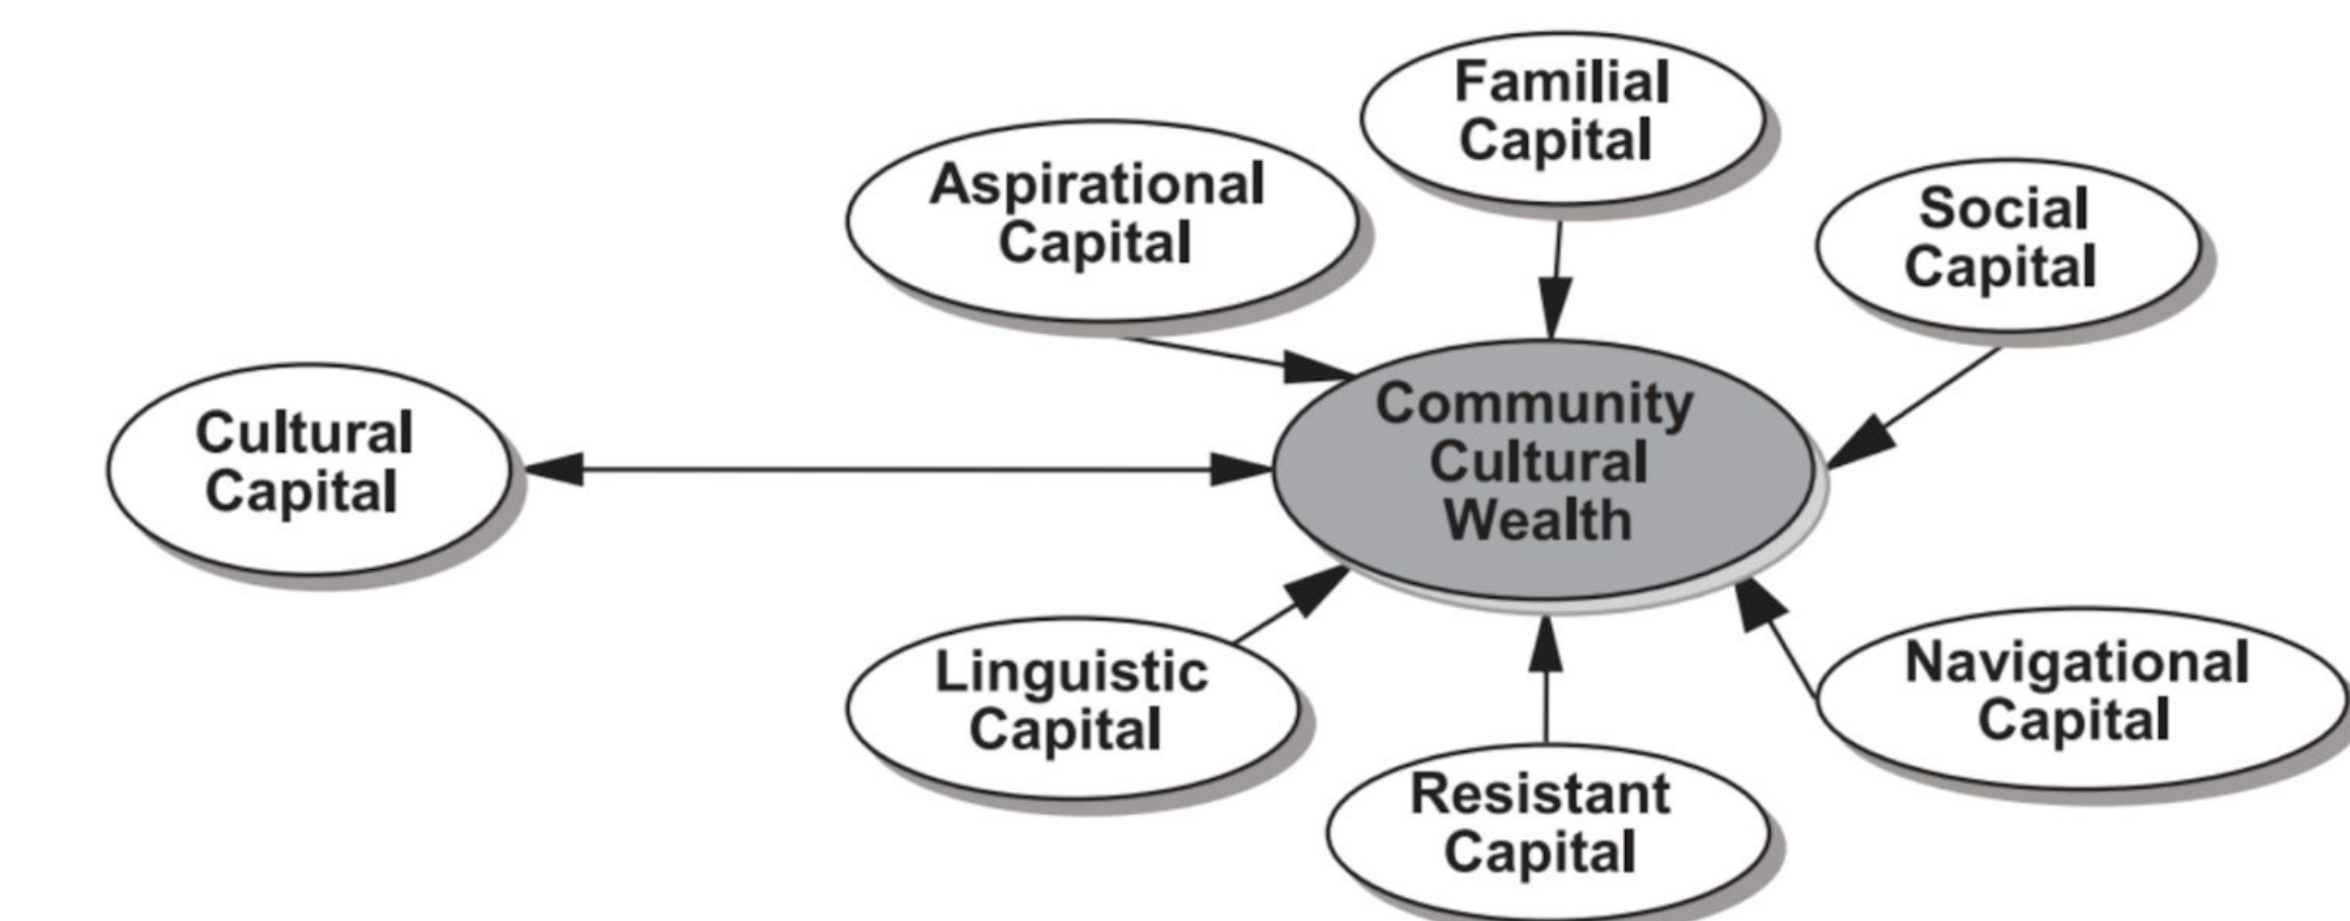 Familial
Capital
Aspirational
Capital
Social
Capital
Cultural
Capital
Community
Cultural
Wealth
Linguistic
Capital
Navigational
Capital
Resistant
Capital